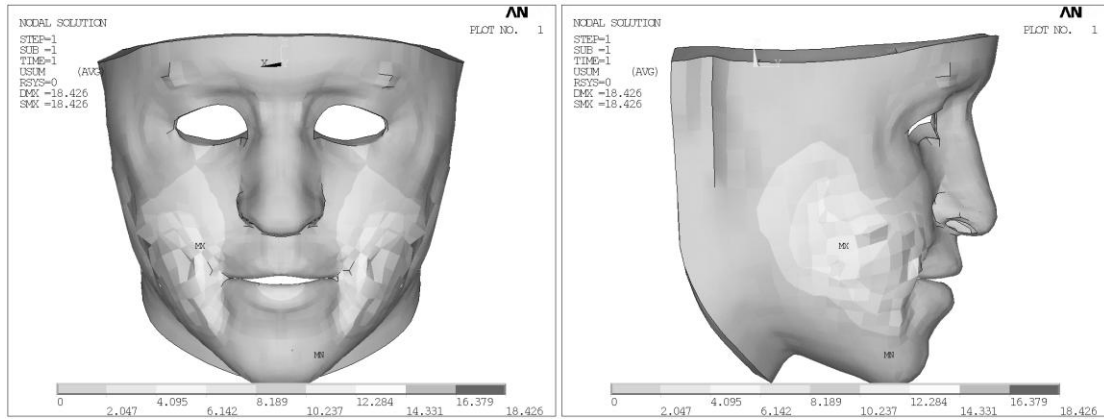 ΛN
NODAL SOLUTION
PLOT NO. 1
STEP=1
SUB =1
TIME=1
USUM (AVG)
RSYS=0
DMX =18.426
SMX =18.426
X
MX
MN
0 4.095 8.189 12.284 16.379
2.047 6.142 10.237 14.331 18.426
ΛN
NODAL SOLUTION
PLOT NO. 1
STEP=1
SUB =1
TIME=1
USUM (AVG)
RSYS=0
DMX =18.426
SMX =18.426
MX
MN
0 4.095 8.189 12.284 16.379
2.047 6.142 10.237 14.331 18.426